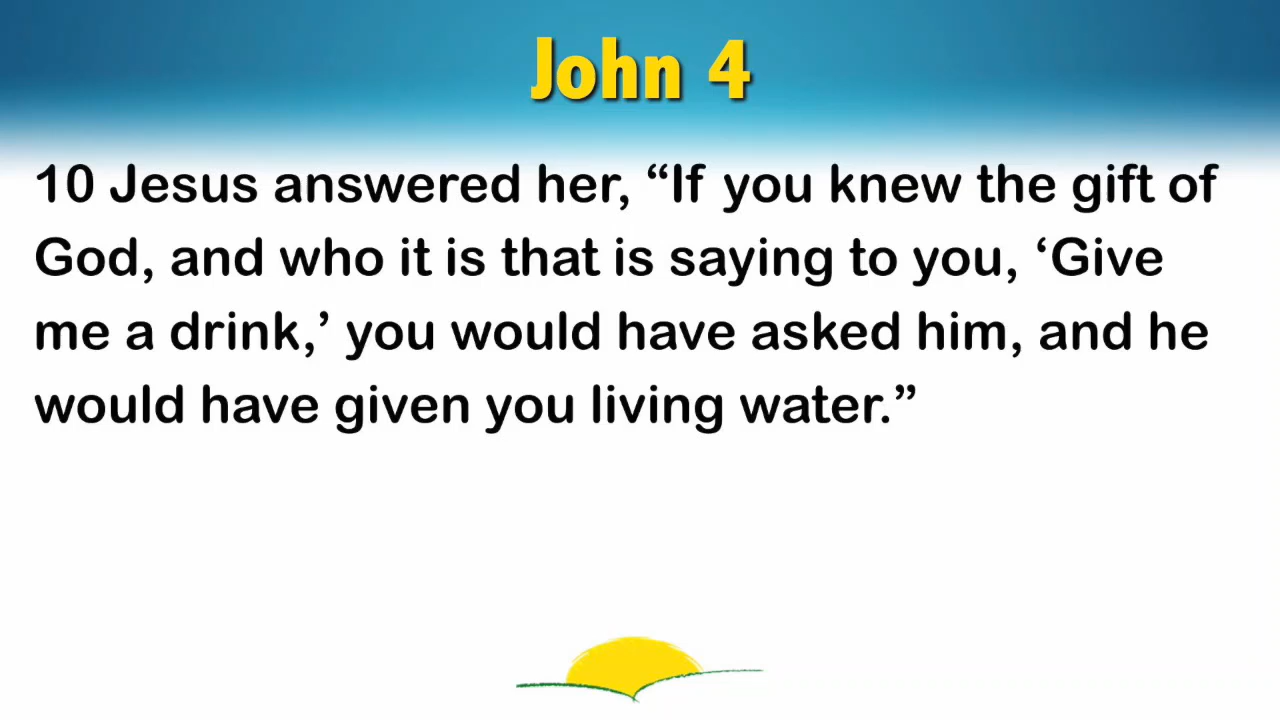 John 4
10 Jesus answered her, “If you knew the gift of
God, and who it is that is saying to you, ‘Give
me a drink,’ you would have asked him, and he
would have given you living water.”